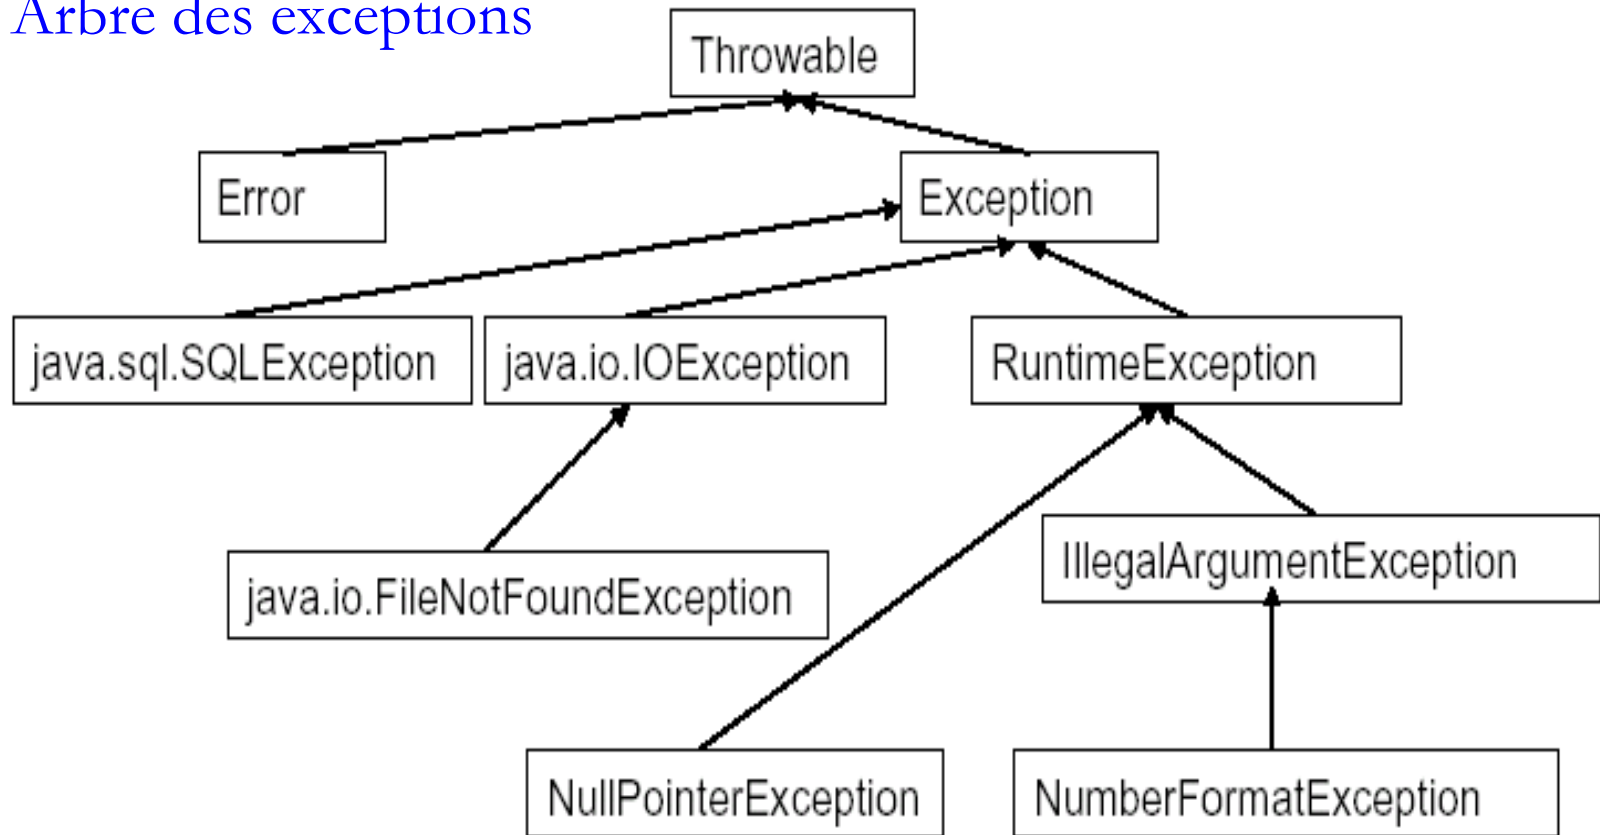 Arbre des exceptions
Throwable
Error
Exception
java.sql.SQLException
java.io.IOException
RuntimeException
java.io.FileNotFoundException
IllegalArgumentException
NullPointerException
NumberFormatException